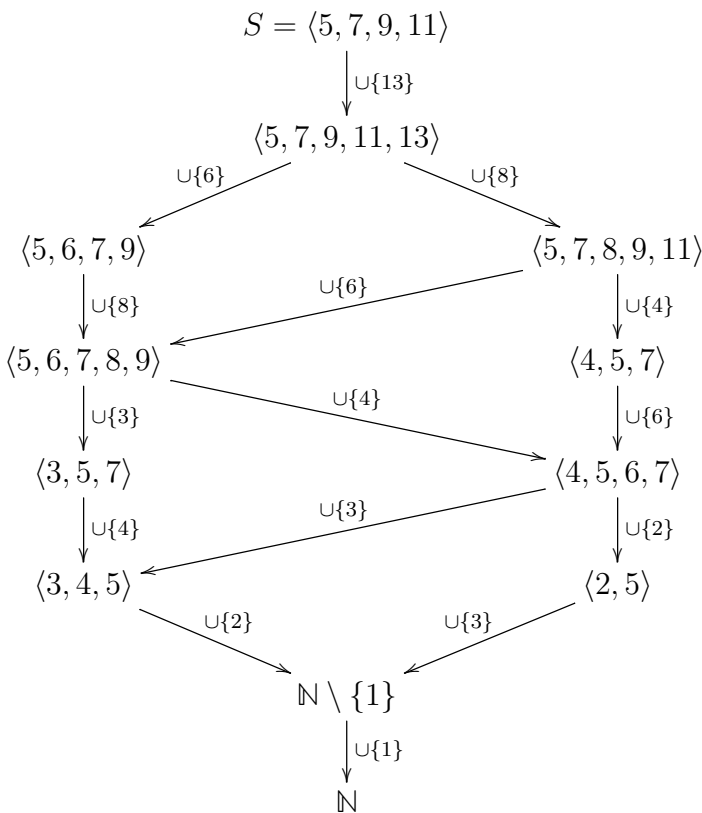 S = ⟨5, 7, 9, 11⟩
∪{13}
⟨5, 7, 9, 11, 13⟩
∪{6} ∪{8}
⟨5, 6, 7, 9⟩ ⟨5, 7, 8, 9, 11⟩
∪{8} ∪{6} ∪{4}
⟨5, 6, 7, 8, 9⟩ ⟨4, 5, 7⟩
∪{3} ∪{4} ∪{6}
⟨3, 5, 7⟩ ⟨4, 5, 6, 7⟩
∪{4} ∪{3} ∪{2}
⟨3, 4, 5⟩ ⟨2, 5⟩
∪{2} ∪{3}
ℕ \ {1}
∪{1}
ℕ